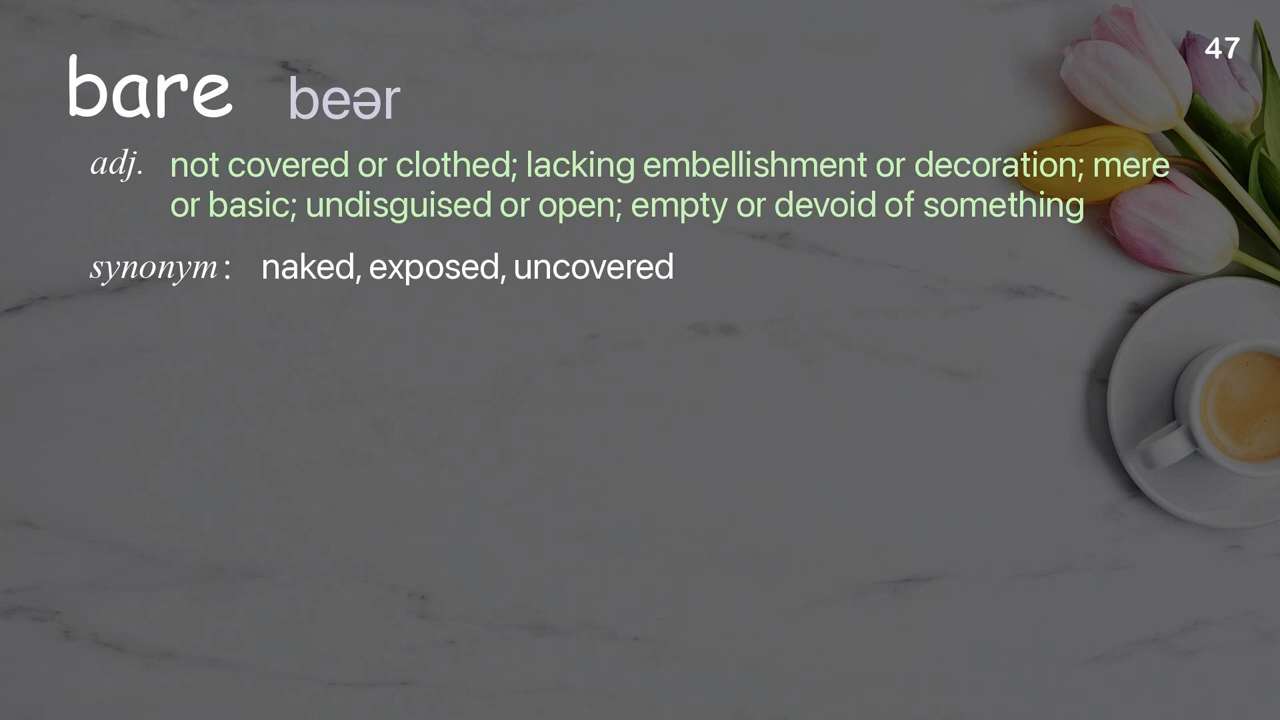 47
bare beər
adj. not covered or clothed; lacking embellishment or decoration; mere
or basic; undisguised or open; empty or devoid of something
synonym : naked, exposed, uncovered